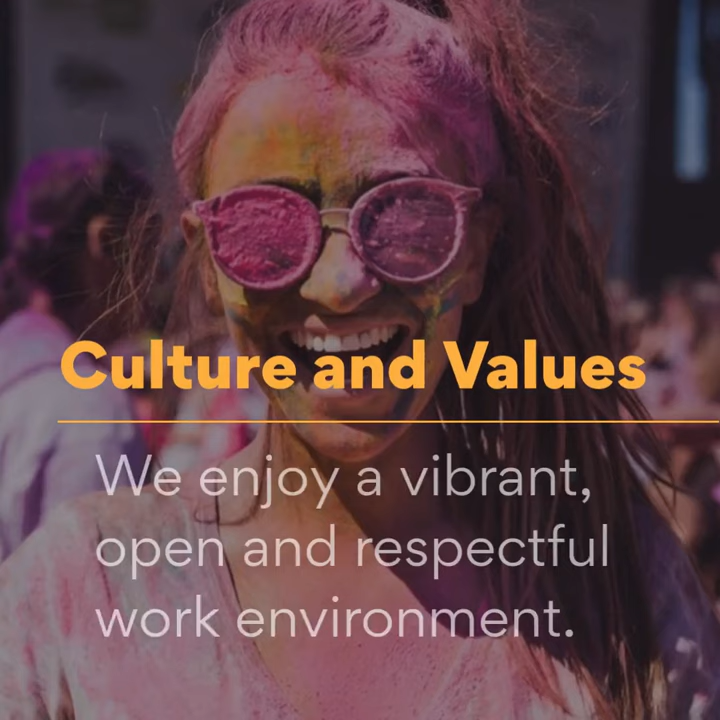 Culture and Values
We enjoy a vibrant,
open and respectful
work environment.